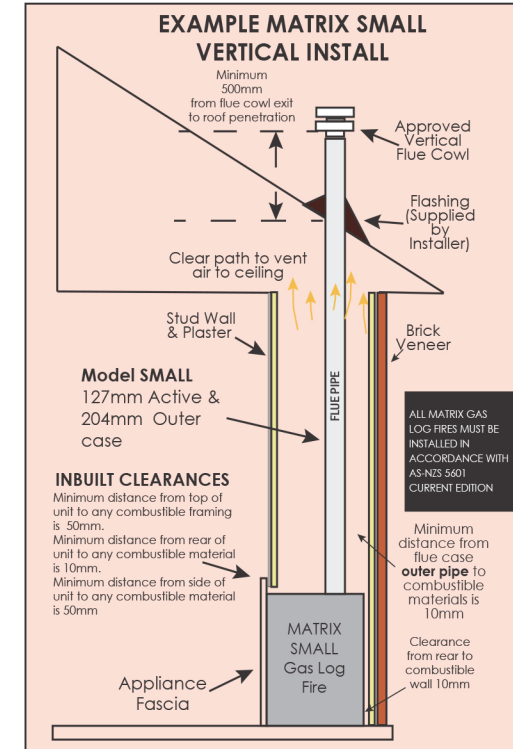 EXAMPLE MATRIX SMALL
VERTICAL INSTALL
Minimum
500mm
from flue cowl exit
to roof penetration
Approved
Vertical
Flue Cowl
Flashing
(Supplied
by
Installer)
Clear path to vent
air to ceiling
Stud Wall
& Plaster
Brick
Veneer
Model SMALL
127mm Active &
204mm Outer
case
FLUE PIPE
ALL MATRIX GAS
LOG FIRES MUST BE
INSTALLED IN
ACCORDANCE WITH
AS-NZS 5601
CURRENT EDITION
INBUILT CLEARANCES
Minimum distance from top of
unit to any combustible framing
is 50mm.
Minimum distance from rear of
unit to any combustible material
is 10mm.
Minimum distance from side of
unit to any combustible material
is 50mm
Minimum
distance from
flue case
outer pipe to
combustible
materials is
10mm
MATRIX
SMALL
Gas Log
Fire
Clearance
from rear to
combustible
wall 10mm
Appliance
Fascia